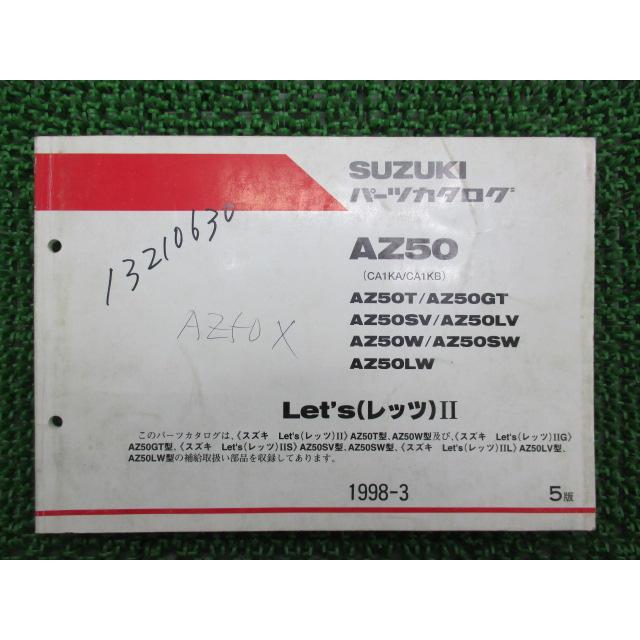 SUZUKI
パーツカタログ
13210630
AZ50
(CA1KA/CA1KB)
AZ50T/AZ50GT
AZ50SV/AZ50LV
AZ50X
AZ50W/AZ50SW
AZ50LW
Let's(レッツ)II
このパーツカタログは、《スズキ Let's(レッツ)II》AZ50T型、AZ50W型及び、《スズキ Let's(レッツ)IIG》
AZ50GT型、《スズキ Let's(レッツ)IIS》AZ50SV型、AZ50SW型、《スズキ Let's(レッツ)IIL》AZ50LV型、
AZ50LW型の補給取扱い部品を収録してあります。
1998-3
5版